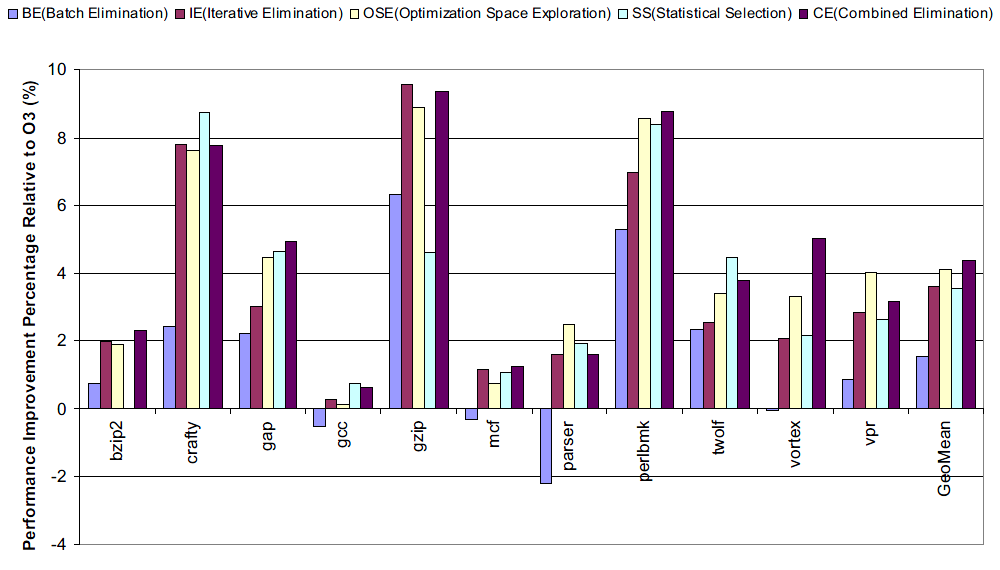 BE(Batch Elimination) IE(Iterative Elimination) OSE(Optimization Space Exploration) SS(Statistical Selection) CE(Combined Elimination)
Performance Improvement Percentage Relative to O3 (%)
10
8
6
4
2
0
-2
-4
bzip2
crafty
gap
gcc
gzip
mcf
parser
perlbmk
twolf
vortex
vpr
GeoMean